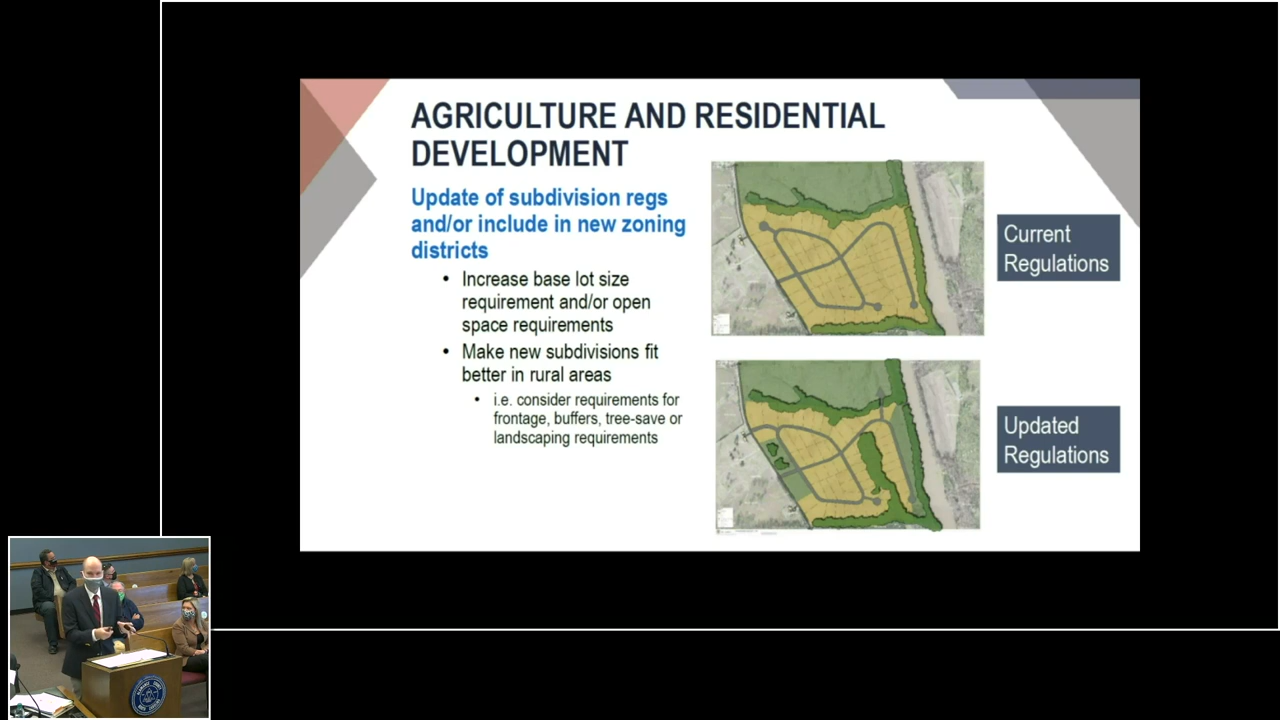 AGRICULTURE AND RESIDENTIAL
DEVELOPMENT
Update of subdivision regs
and/or include in new zoning
districts
• Increase base lot size
requirement and/or open
space requirements
• Make new subdivisions fit
better in rural areas
• i.e. consider requirements for
frontage, buffers, tree-save or
landscaping requirements
Current
Regulations
Updated
Regulations